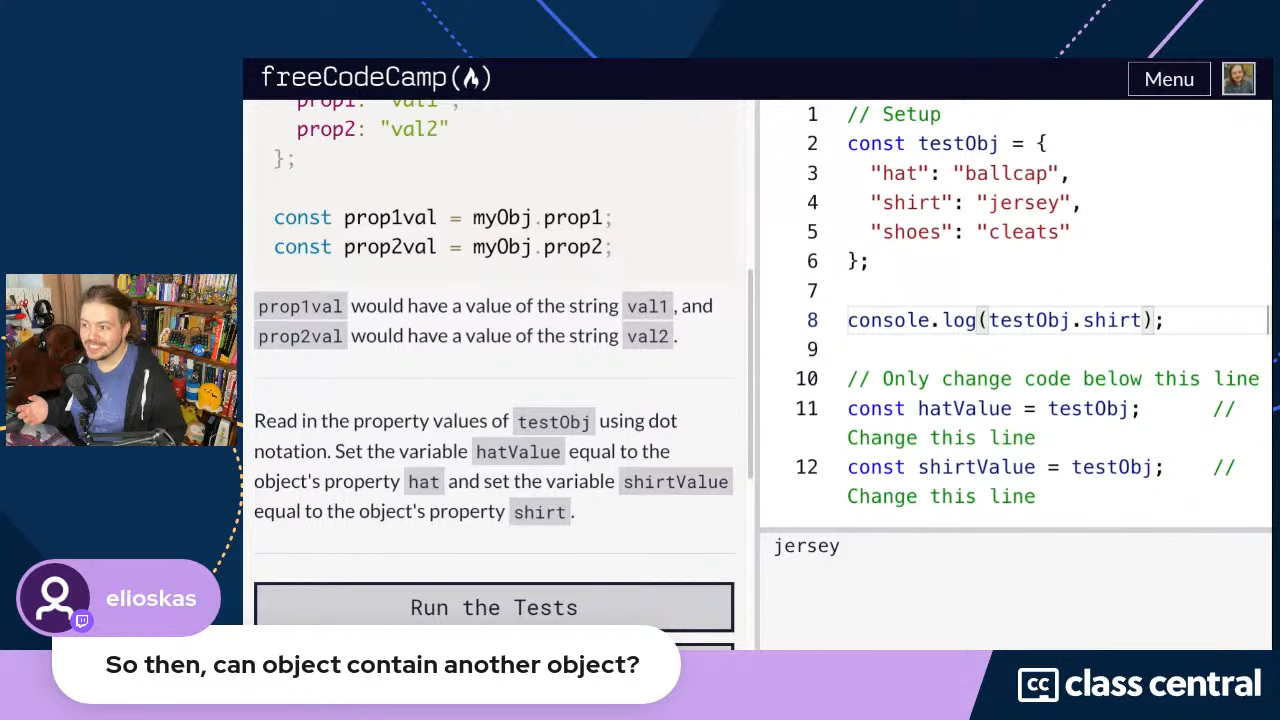 freeCodeCamp
Menu
prop1: "val1",
prop2: "val2"
};
const prop1val = myObj.prop1;
const prop2val = myObj.prop2;
prop1val would have a value of the string val1, and
prop2val would have a value of the string val2.
Read in the property values of testObj using dot
notation. Set the variable hatValue equal to the
object's property hat and set the variable shirtValue
equal to the object's property shirt.
Run the Tests
1 // Setup
2 const testObj = {
3 "hat": "ballcap",
4 "shirt": "jersey",
5 "shoes": "cleats"
6 };
7
8 console.log(testObj.shirt);
9
10 // Only change code below this line
11 const hatValue = testObj; //
Change this line
12 const shirtValue = testObj; //
Change this line
jersey
elioskas
So then, can object contain another object?
cc class central